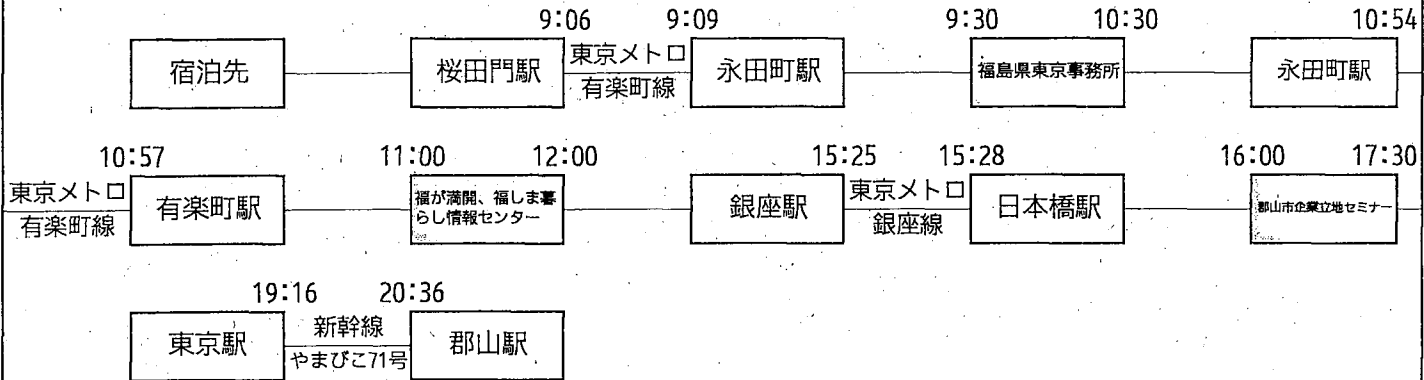 9:06 9:09 9:30 10:30 10:54
宿泊先 桜田門駅 東京メトロ 有楽町線 永田町駅 福島県東京事務所 永田町駅
10:57 11:00 12:00 15:25 15:28 16:00 17:30
東京メトロ 有楽町線 有楽町駅 福が満開、福しま暮
らし情報センター 銀座駅 東京メトロ 銀座線 日本橋駅 郡山市企業立地セミナー
19:16 20:36
東京駅 新幹線 やまびこ71号 郡山駅